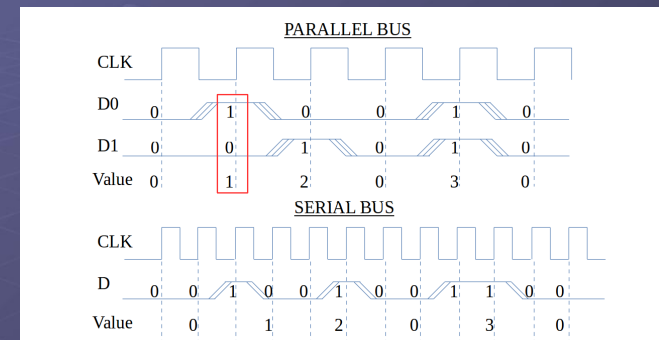 PARALLEL BUS
CLK
D0 0 1 0 0 1 0
D1 0 0 1 0 1 0
Value 0 1 2 0 3 0
SERIAL BUS
CLK
D 0 0 1 0 0 1 0 0 1 1 0 0
Value 0 1 2 0 3 0